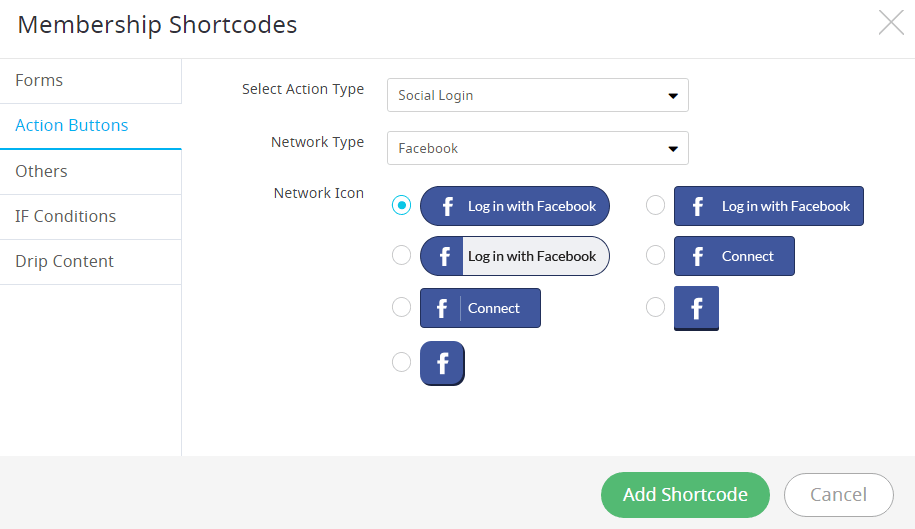 Membership Shortcodes
Forms
Action Buttons
Others
IF Conditions
Drip Content
Select Action Type
Social Login
Network Type
Facebook
Network Icon
f Log in with Facebook
f Log in with Facebook
f Log in with Facebook
f Connect
f Connect
f
f
Add Shortcode
Cancel